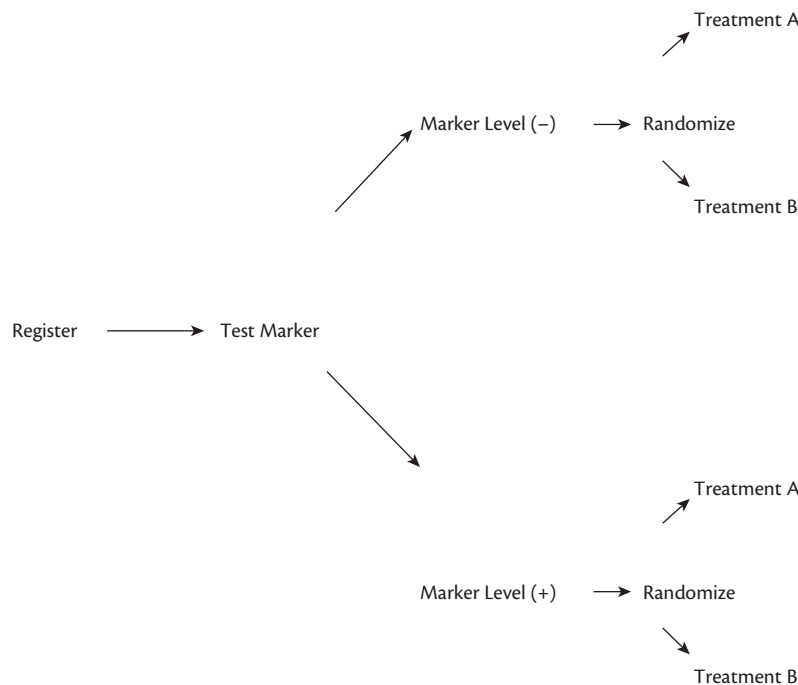 Treatment A
Marker Level (–)
Randomize
Treatment B
Register
Test Marker
Treatment A
Marker Level (+)
Randomize
Treatment B